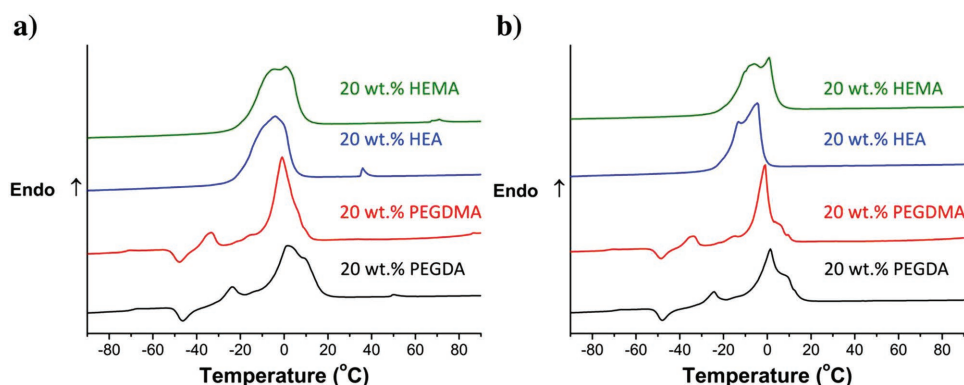 a)
20 wt.% HEMA
20 wt.% HEA
Endo ↑
20 wt.% PEGDMA
20 wt.% PEGDA
-80 -60 -40 -20 0 20 40 60 80
Temperature (°C)
b)
20 wt.% HEMA
20 wt.% HEA
Endo ↑
20 wt.% PEGDMA
20 wt.% PEGDA
-80 -60 -40 -20 0 20 40 60 80
Temperature (°C)